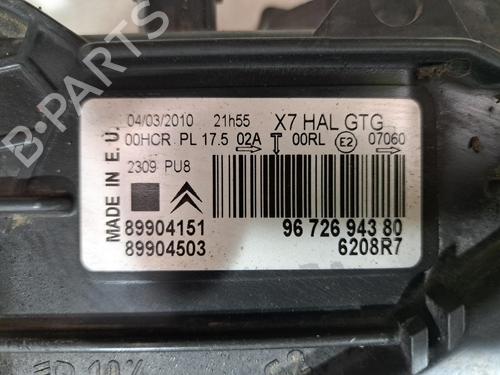 04/03/2010 21h55 X7 HAL GTG
00HCR PL 17.5 02A T 00RL E2 07060
2309 PU8
MADE IN E.U.
89904151 96 726 943 80
89904503 6208R7